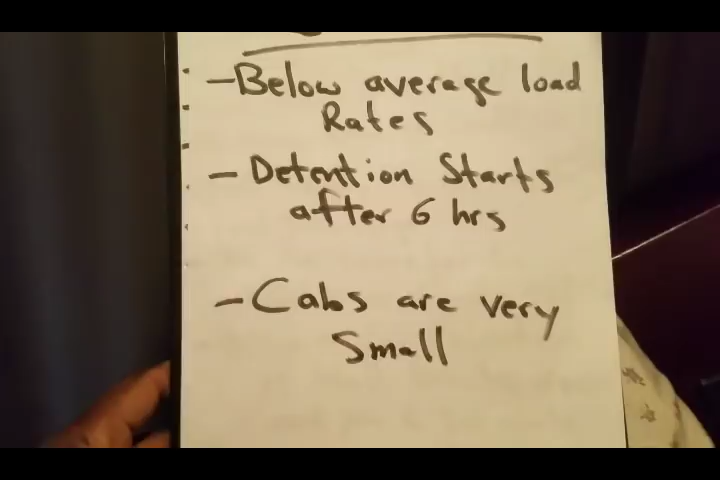 - Below average load
Rates
- Detention Starts
after 6 hrs
- Cabs are very
Small